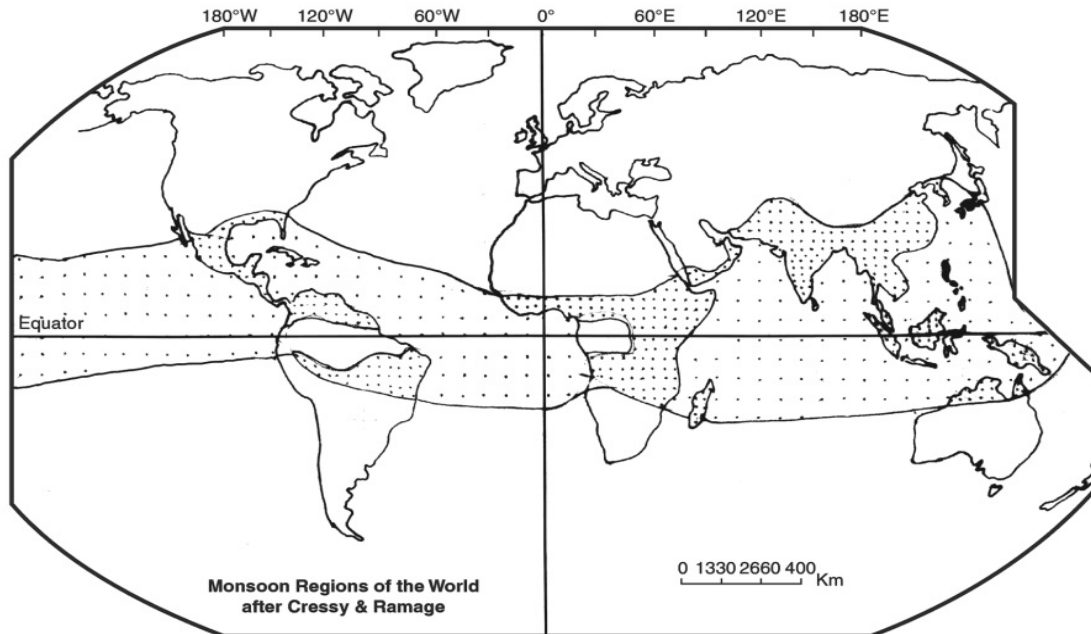 180°W 120°W 60°W 0° 60°E 120°E 180°E
Equator
Monsoon Regions of the World
after Cressy & Ramage
0 1330 2660 400
Km